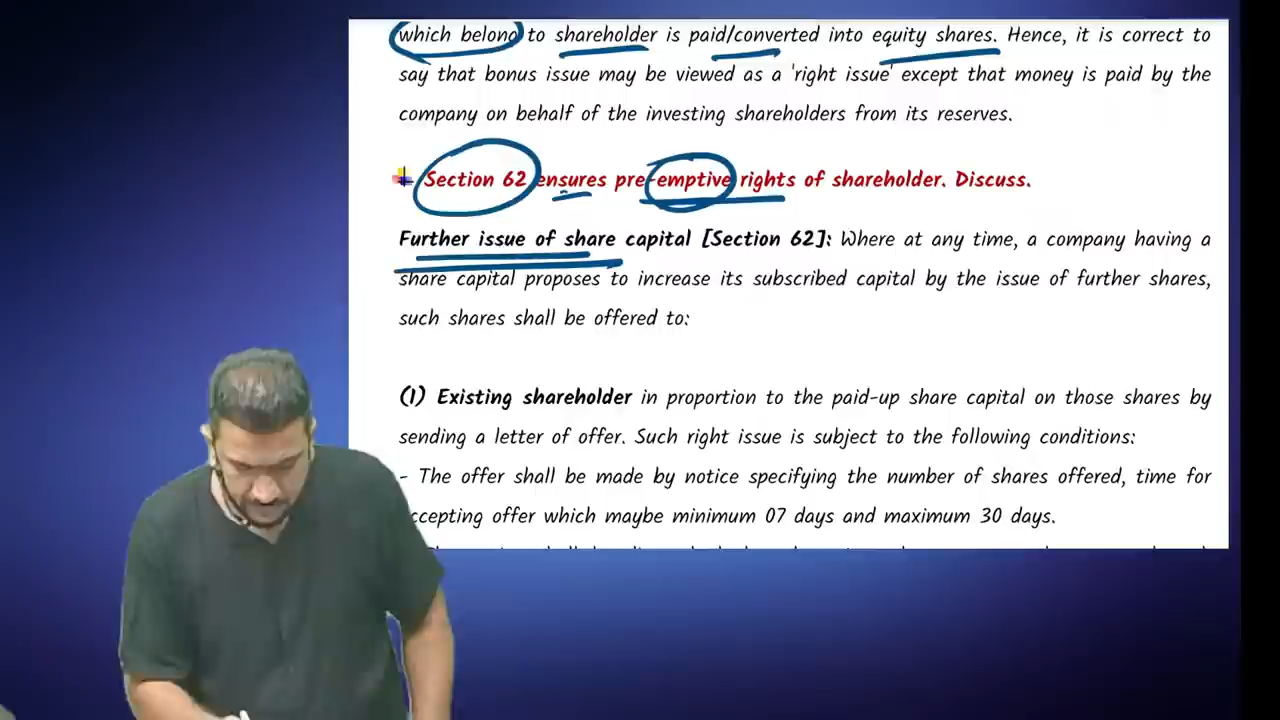 which belong to shareholder is paid/converted into equity shares. Hence, it is correct to
say that bonus issue may be viewed as a 'right issue' except that money is paid by the
company on behalf of the investing shareholders from its reserves.
Section 62 ensures pre-emptive rights of shareholder. Discuss.
Further issue of share capital [Section 62]: Where at any time, a company having a
share capital proposes to increase its subscribed capital by the issue of further shares,
such shares shall be offered to:
(1) Existing shareholder in proportion to the paid-up share capital on those shares by
sending a letter of offer. Such right issue is subject to the following conditions:
- The offer shall be made by notice specifying the number of shares offered, time for
accepting offer which maybe minimum 07 days and maximum 30 days.